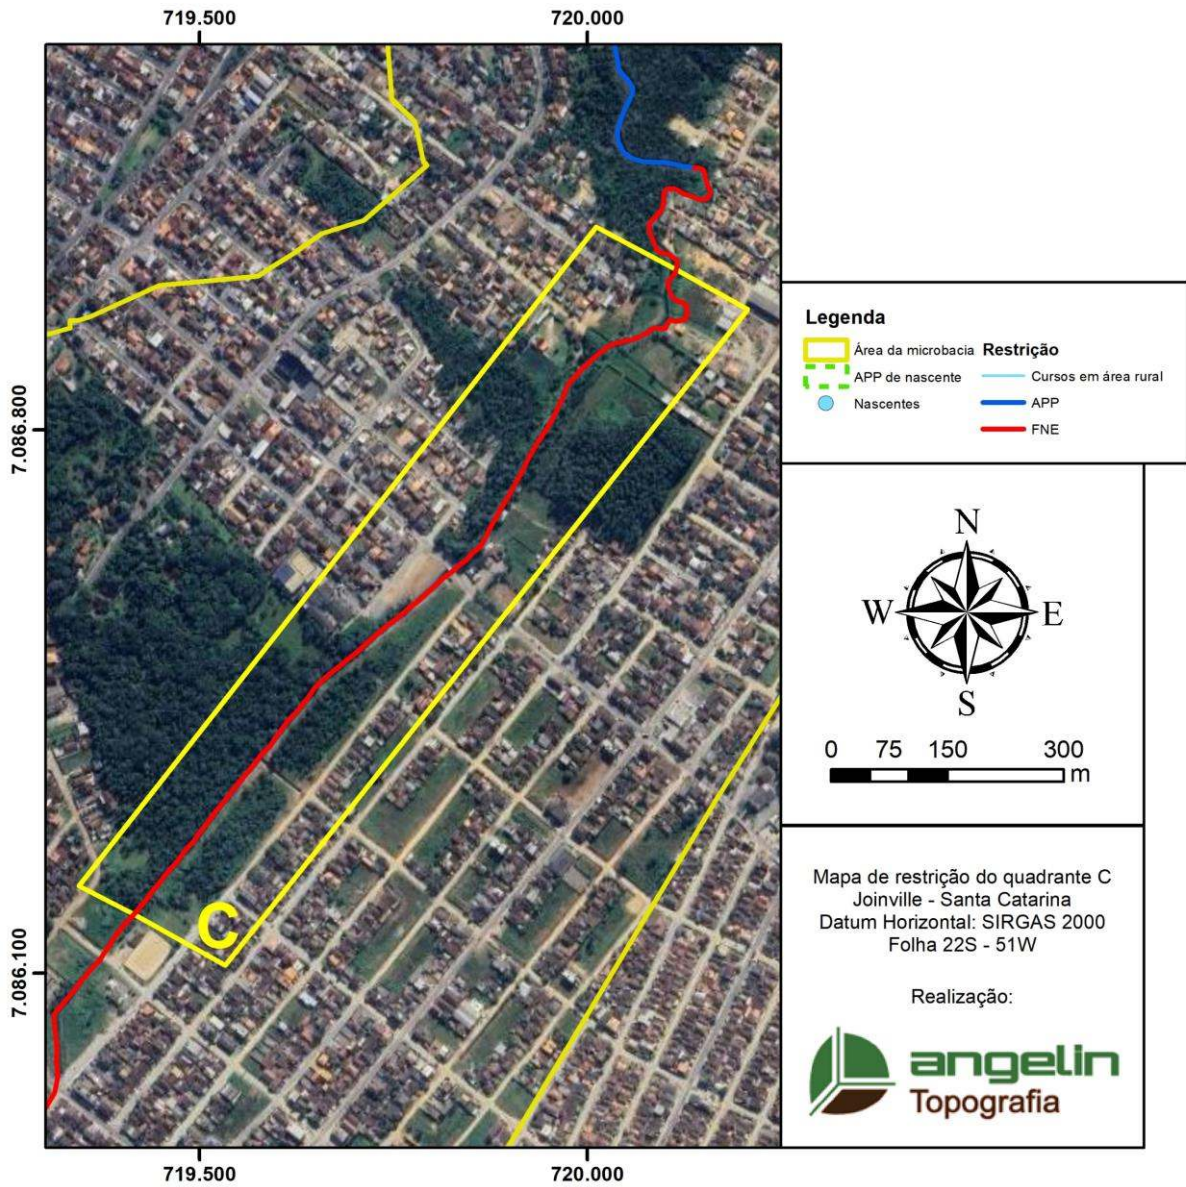 719.500
720.000
7.086.800
7.086.100
C
Legenda
Área da microbacia
APP de nascente
Nascentes
Restrição
Cursos em área rural
APP
FNE
N
W
E
S
0 75 150 300
m
Mapa de restrição do quadrante C
Joinville - Santa Catarina
Datum Horizontal: SIRGAS 2000
Folha 22S - 51W
Realização:
angelin
Topografia
719.500
720.000